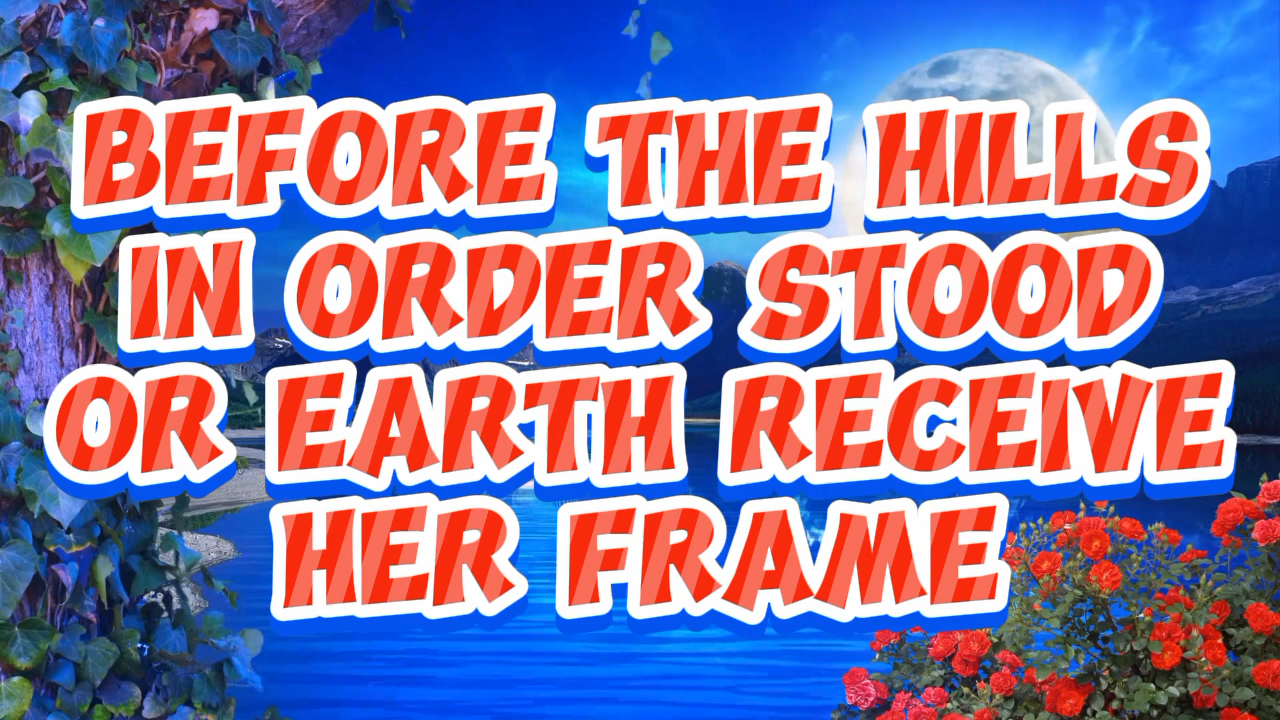 BEFORE THE HILLS
IN ORDER STOOD
OR EARTH RECEIVE
HER FRAME